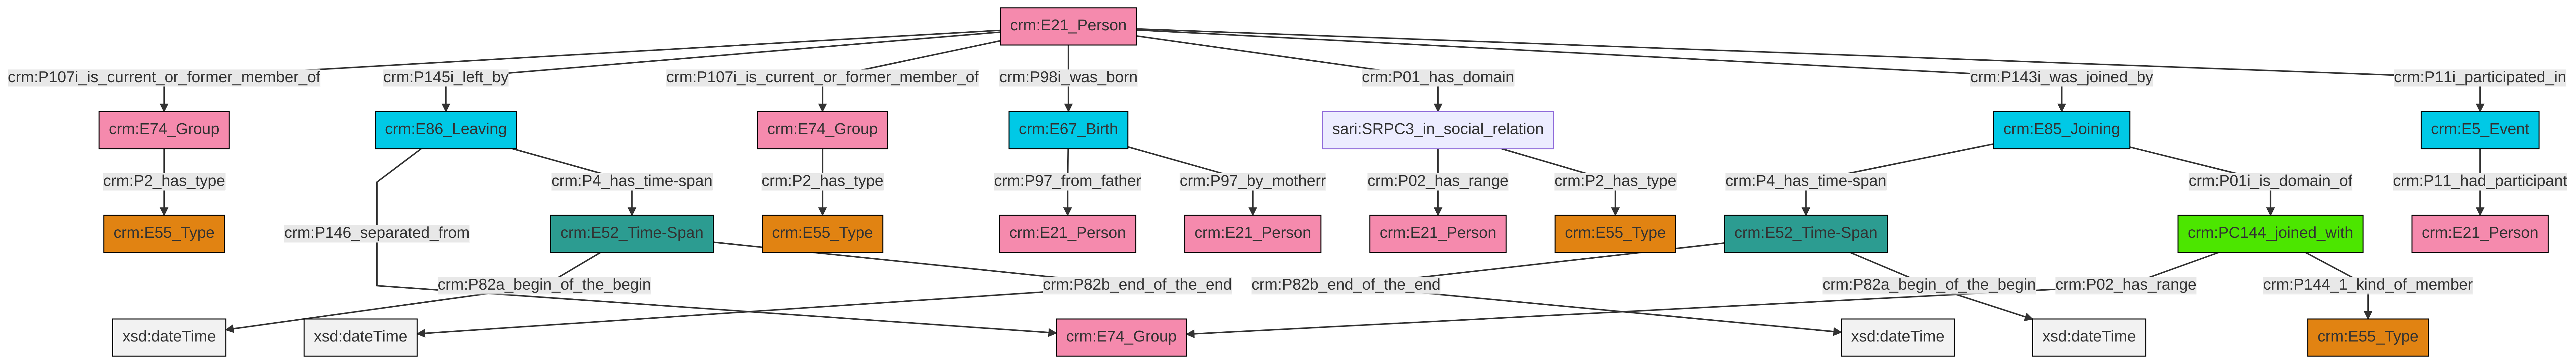 crm:E21_Person
crm:P107i_is_current_or_former_member_of
crm:P145i_left_by
crm:P107i_is_current_or_former_member_of
crm:P98i_was_born
crm:P01_has_domain
crm:P143i_was_joined_by
crm:P11i_participated_in
crm:E74_Group
crm:E86_Leaving
crm:E74_Group
crm:E67_Birth
sari:SRPC3_in_social_relation
crm:E85_Joining
crm:E5_Event
crm:P2_has_type
crm:P4_has_time-span
crm:P2_has_type
crm:P97_from_father
crm:P97_by_motherr
crm:P02_has_range
crm:P2_has_type
crm:P4_has_time-span
crm:P01i_is_domain_of
crm:P11_had_participant
crm:E55_Type
crm:P146_separated_from
crm:E52_Time-Span
crm:E55_Type
crm:E21_Person
crm:E21_Person
crm:E21_Person
crm:E55_Type
crm:E52_Time-Span
crm:PC144_joined_with
crm:E21_Person
crm:P82a_begin_of_the_begin
crm:P82b_end_of_the_end
crm:P82b_end_of_the_end
crm:P82a_begin_of_the_begin
crm:P02_has_range
crm:P144_1_kind_of_member
xsd:dateTime
xsd:dateTime
crm:E74_Group
xsd:dateTime
xsd:dateTime
crm:E55_Type